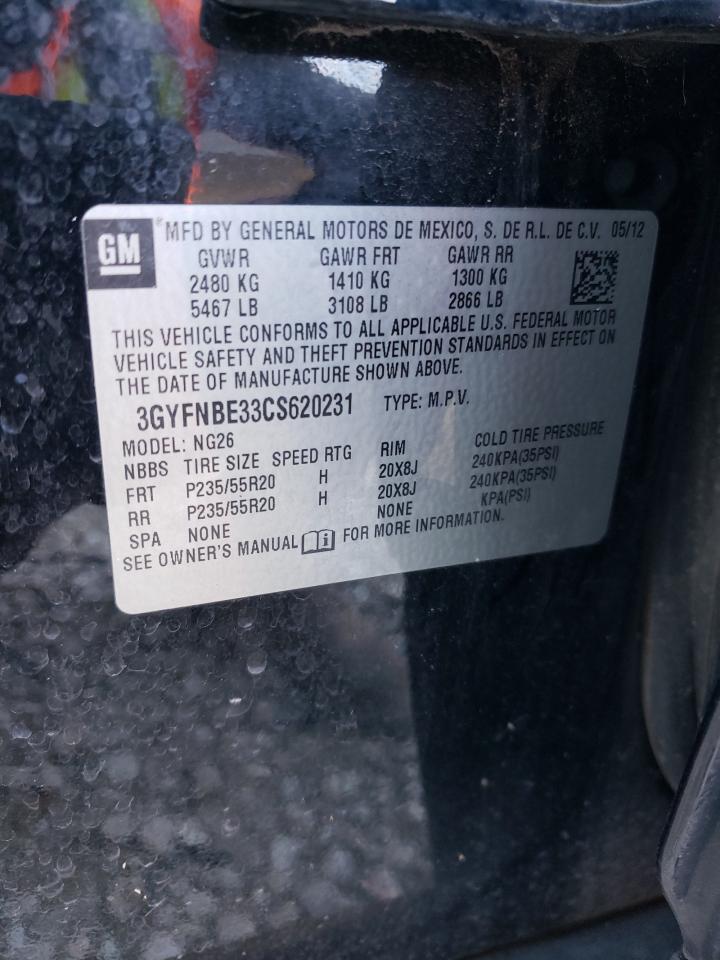 GM ® MFD BY GENERAL MOTORS DE MEXICO, S. DE R.L. DE C.V. 05/12
GVWR GAWR FRT GAWR RR
2480 KG 1410 KG 1300 KG
5467 LB 3108 LB 2866 LB
THIS VEHICLE CONFORMS TO ALL APPLICABLE U.S. FEDERAL MOTOR
VEHICLE SAFETY AND THEFT PREVENTION STANDARDS IN EFFECT ON
THE DATE OF MANUFACTURE SHOWN ABOVE.
3GYFNBE33CS620231 TYPE: M.P.V.
MODEL: NG26
NBBS TIRE SIZE SPEED RTG RIM COLD TIRE PRESSURE
FRT P235/55R20 H 20X8J 240KPA(35PSI)
RR P235/55R20 H 20X8J 240KPA(35PSI)
SPA NONE NONE KPA(PSI)
SEE OWNER'S MANUAL FOR MORE INFORMATION.